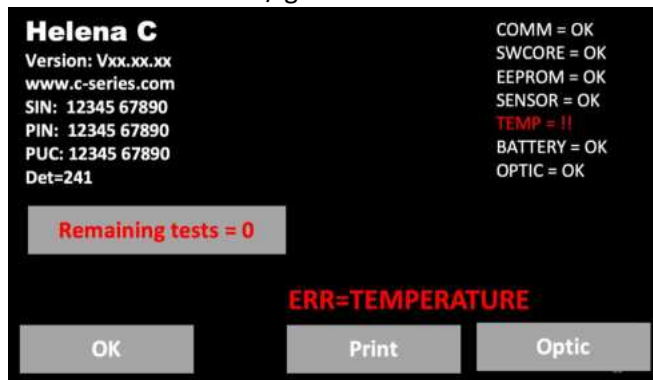 Helena C
Version: Vxx.xx.xx
www.c-series.com
SIN: 12345 67890
PIN: 12345 67890
PUC: 12345 67890
Det=241
COMM = OK
SWCORE = OK
EEPROM = OK
SENSOR = OK
TEMP = !!
BATTERY = OK
OPTIC = OK
Remaining tests = 0
ERR=TEMPERATURE
OK
Print
Optic